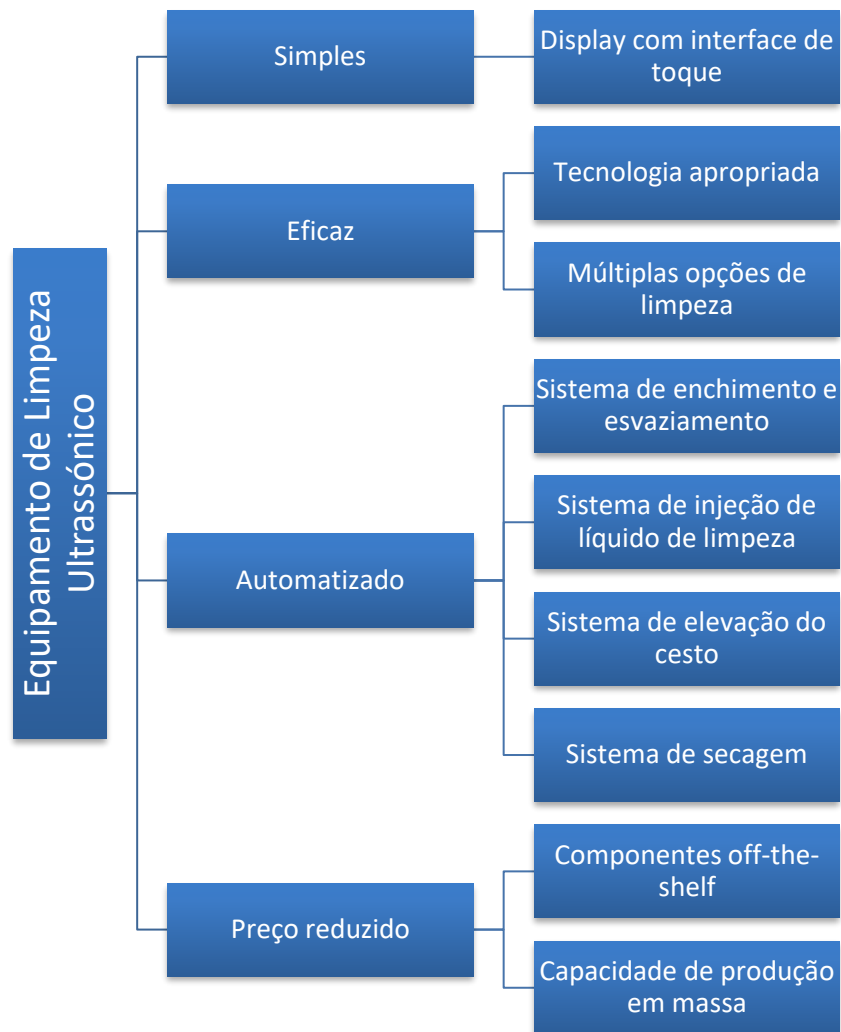 Equipamento de Limpeza
Ultrassónico
Simples
Display com interface de
toque
Eficaz
Tecnologia apropriada
Múltiplas opções de
limpeza
Automatizado
Sistema de enchimento e
esvaziamento
Sistema de injeção de
líquido de limpeza
Sistema de elevação do
cesto
Sistema de secagem
Preço reduzido
Componentes off-the-
shelf
Capacidade de produção
em massa